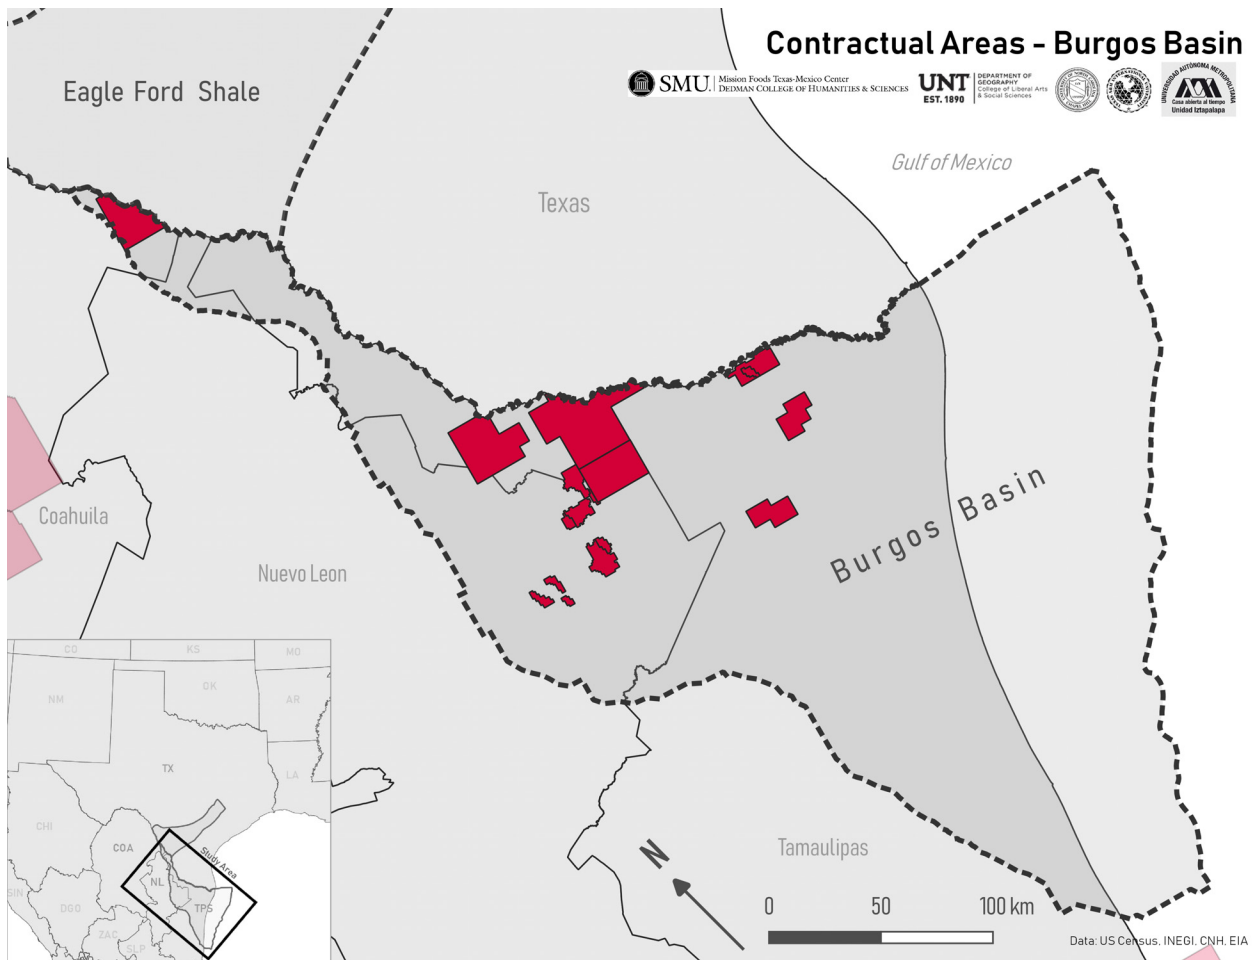 Contractual Areas - Burgos Basin
SMU. Mission Foods Texas-Mexico Center
DEDMAN COLLEGE OF HUMANITIES & SCIENCES
UNT
EST. 1890
DEPARTMENT OF
GEOGRAPHY
College of Liberal Arts
& Social Sciences
UNIVERSIDAD AUTÓNOMA METROPOLITANA
Casa abierta al tiempo
Unidad Iztapalapa
Eagle Ford Shale
Gulf of Mexico
Texas
Burgos Basin
Coahuila
Nuevo Leon
Tamaulipas
N
0 50 100 km
Data: US Census, INEGI, CNH, EIA
CO KS MO
NM OK AR
TX LA
CHI COA
Study Area
NL
SIN DGO TPS
ZAC SLP